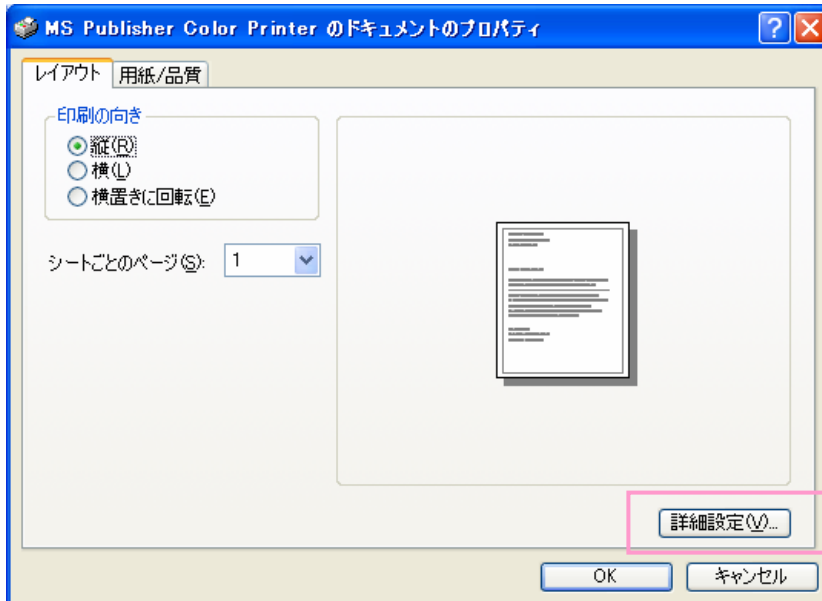 MS Publisher Color Printer のドキュメントのプロパティ
レイアウト 用紙/品質
印刷の向き
縦(R)
横(L)
横置きに回転(E)
シートごとのページ(S): 1
詳細設定(V)...
OK キャンセル